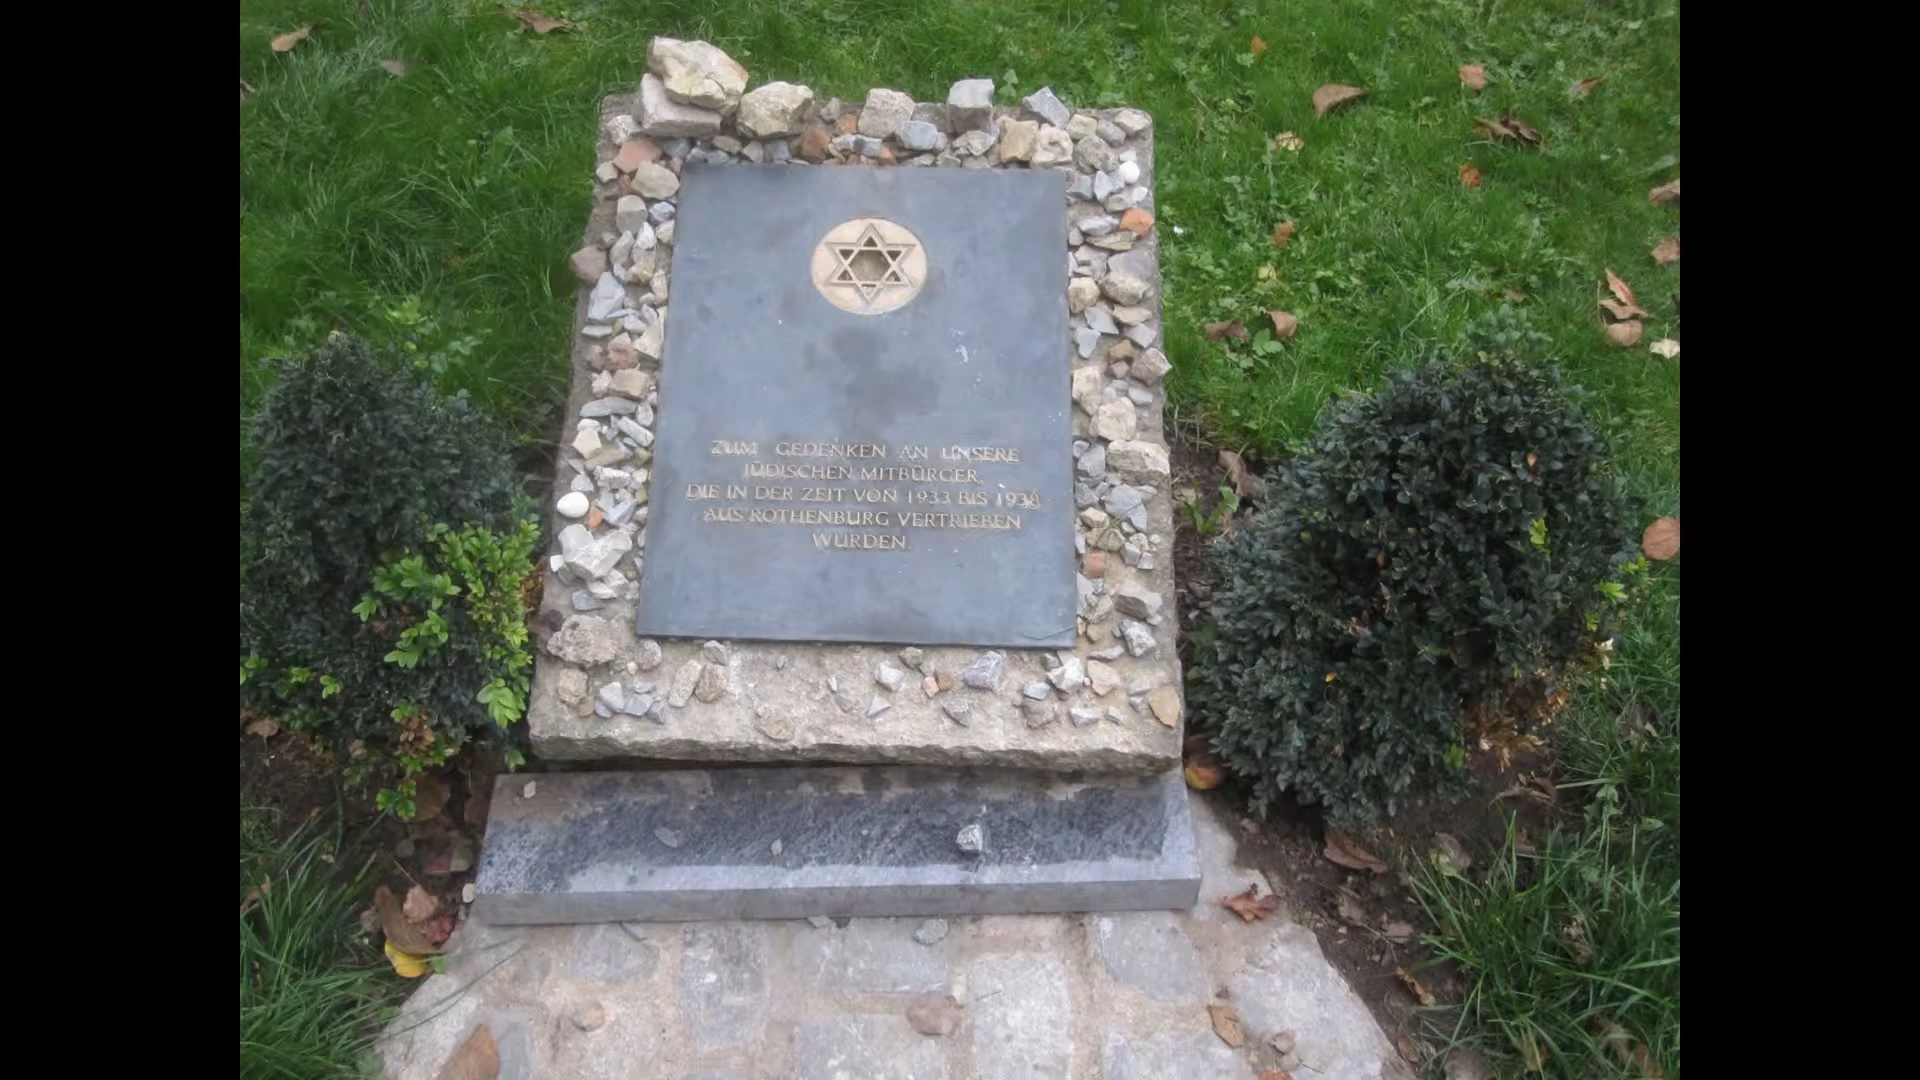 ZUM GEDENKEN AN UNSERE
JÜDISCHEN MITBÜRGER,
DIE IN DER ZEIT VON 1933 BIS 1938
AUS ROTHENBURG VERTRIEBEN
WURDEN.